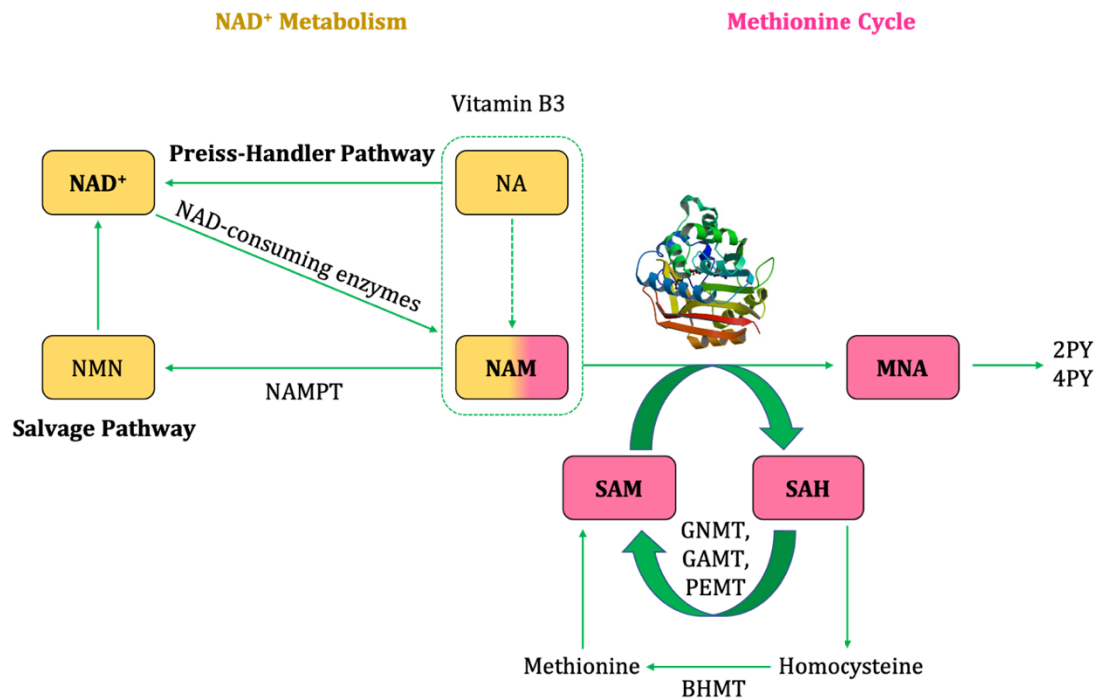 NAD⁺ Metabolism
Methionine Cycle
Vitamin B3
Preiss-Handler Pathway
NAD⁺
NA
NAD-consuming enzymes
NMN
NAMPT
NAM
MNA
2PY
4PY
Salvage Pathway
SAM
SAH
GNMT,
GAMT,
PEMT
Methionine
Homocysteine
BHMT